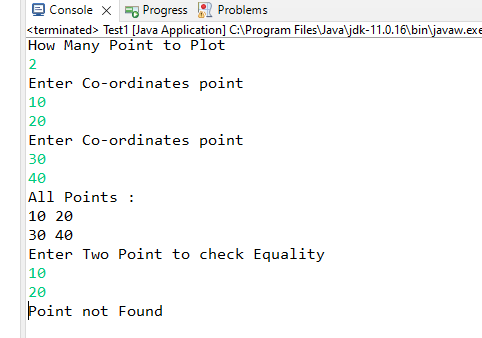 Console Progress Problems
<terminated> Test1 [Java Application] C:\Program Files\Java\jdk-11.0.16\bin\javaw.exe
How Many Point to Plot
2
Enter Co-ordinates point
10
20
Enter Co-ordinates point
30
40
All Points :
10 20
30 40
Enter Two Point to check Equality
10
20
Point not Found